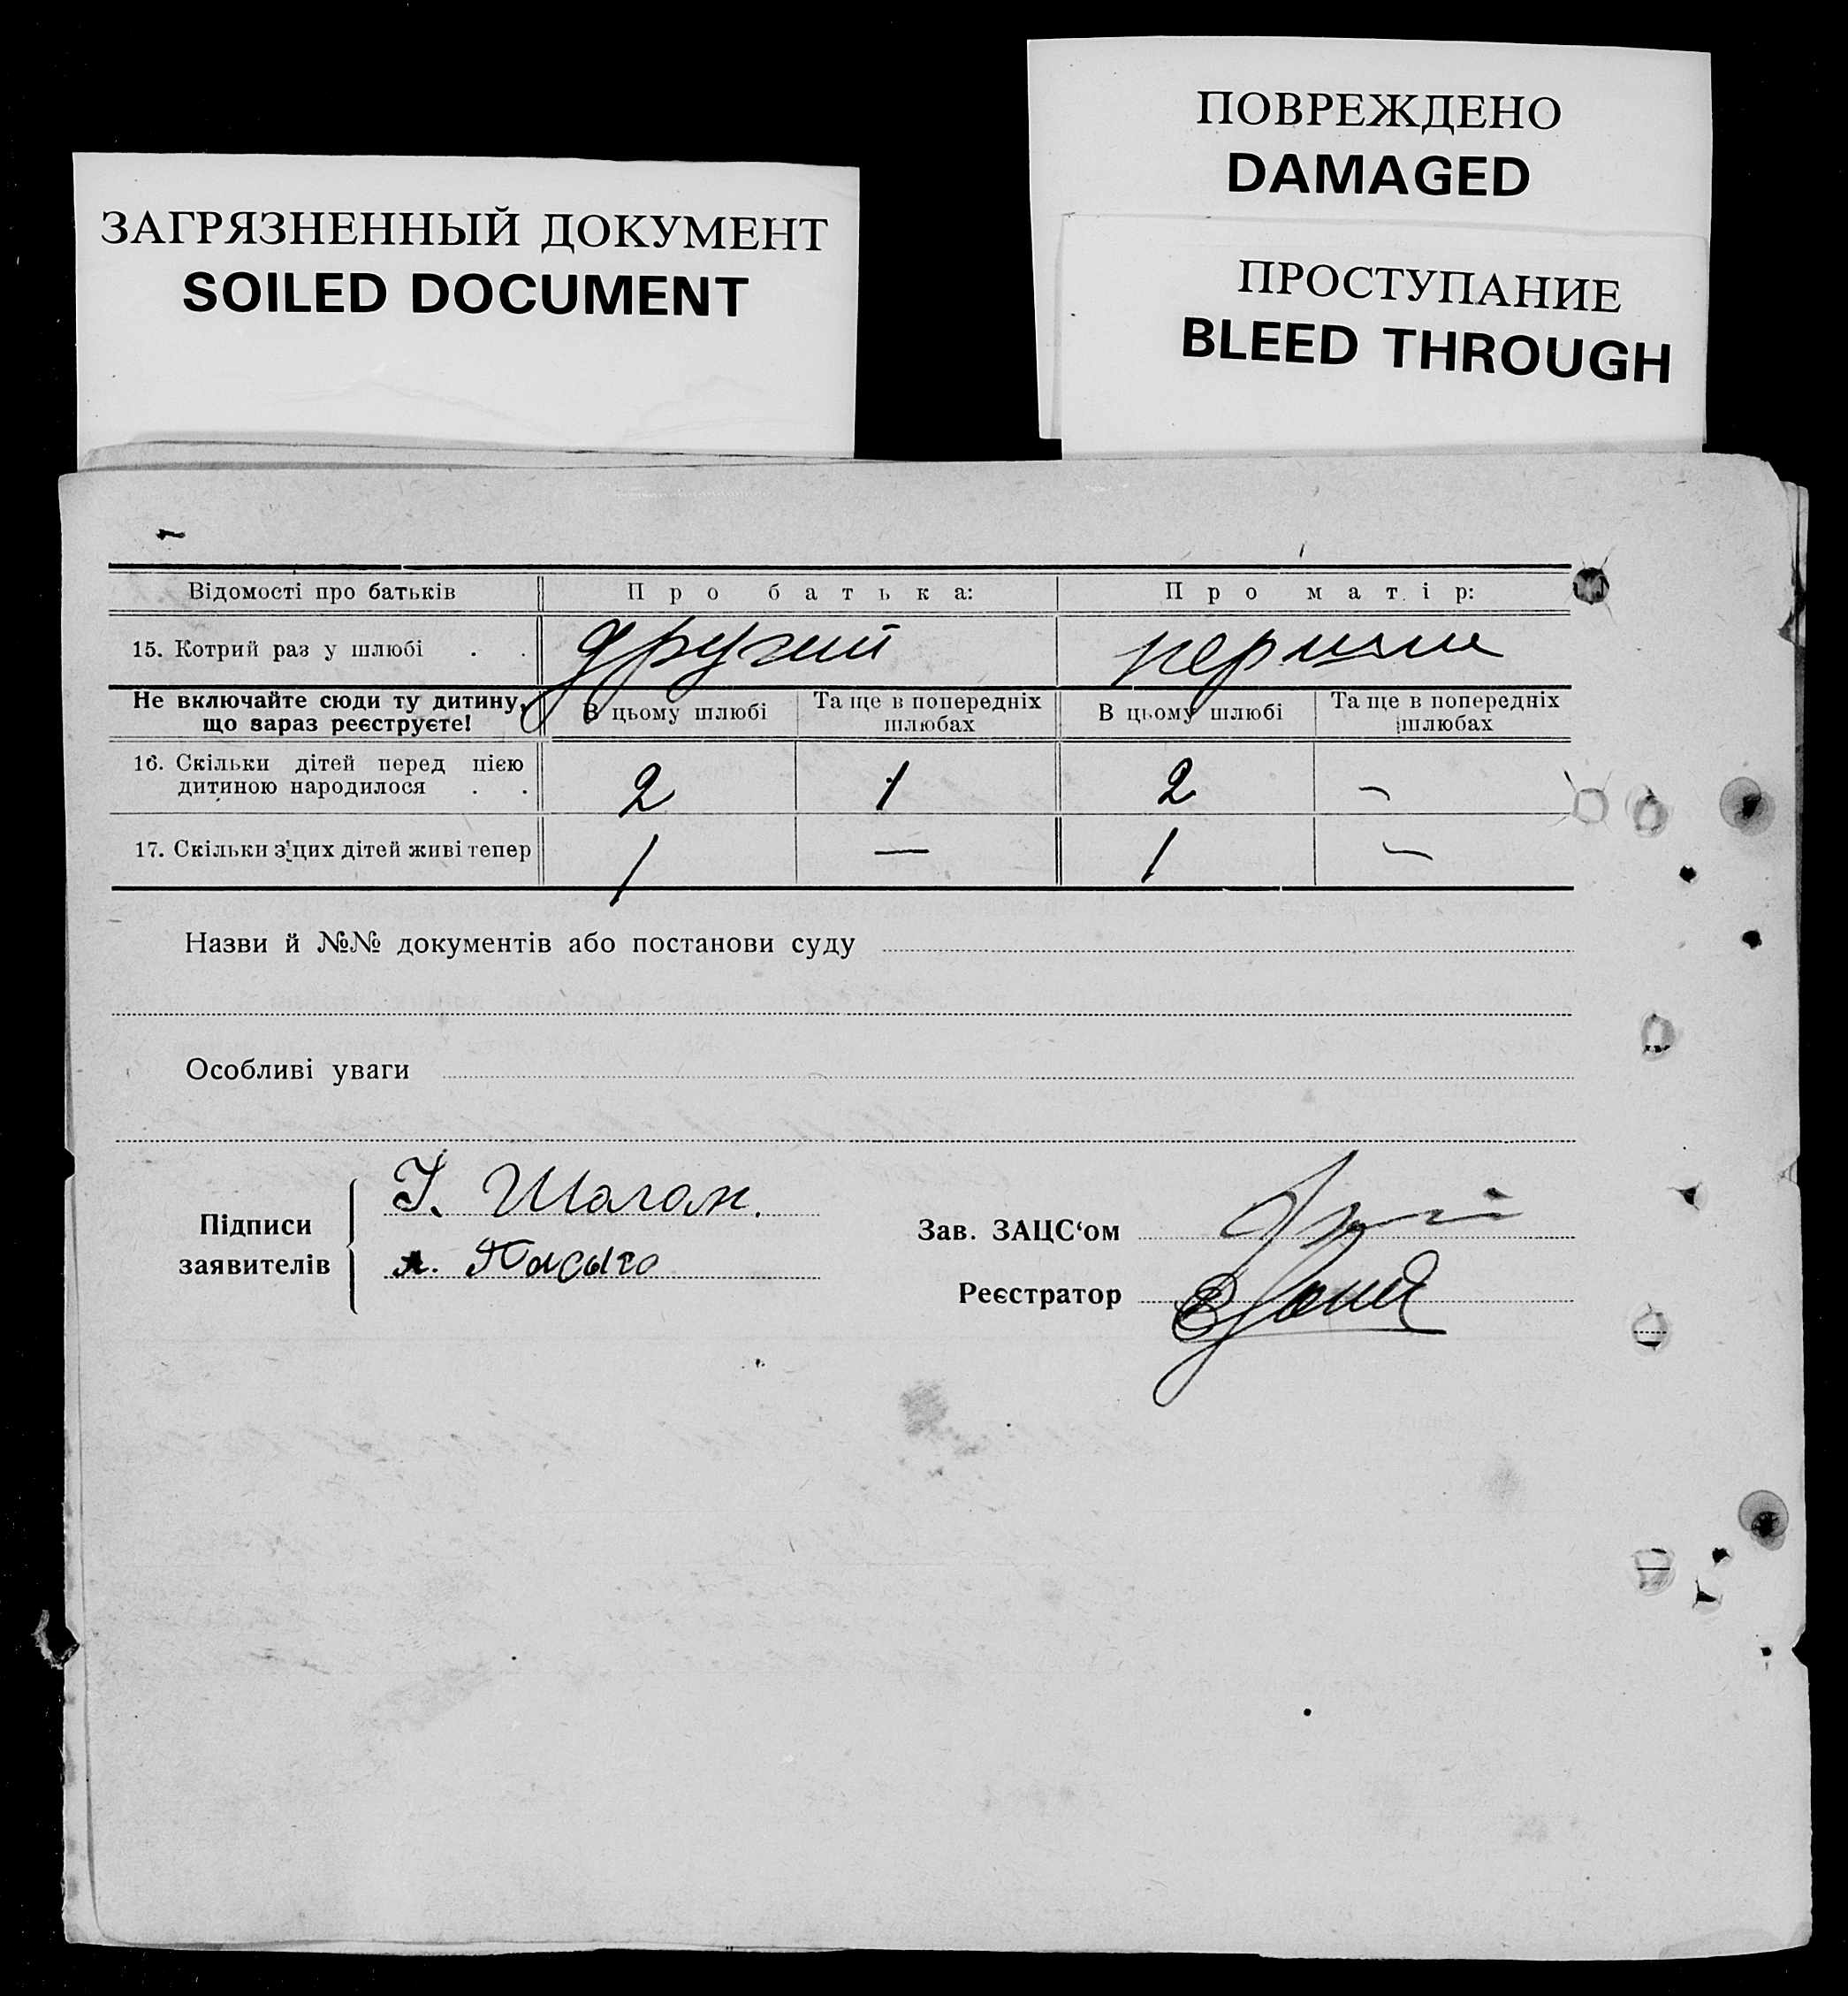 ПОВРЕЖДЕНО
DAMAGED
ЗАГРЯЗНЕННЫЙ ДОКУМЕНТ
SOILED DOCUMENT
ПРОСТУПАНИЕ
BLEED THROUGH
Відомості про батьків Про батька: Про матір:
15. Котрий раз у шлюбі . . другий перший
Не включайте сюди ту дитину, що зараз реєструєте! В цьому шлюбі Та ще в попередніх шлюбах В цьому шлюбі Та ще в попередніх шлюбах
16. Скільки дітей перед цією дитиною народилося . . 2 1 2 –
17. Скільки з цих дітей живі тепер 1 — 1 –
Назви й №№ документів або постанови суду
Особливі уваги
Підписи заявителів
І. Шаган.
Зав. ЗАЦС‘ом
Реєстратор